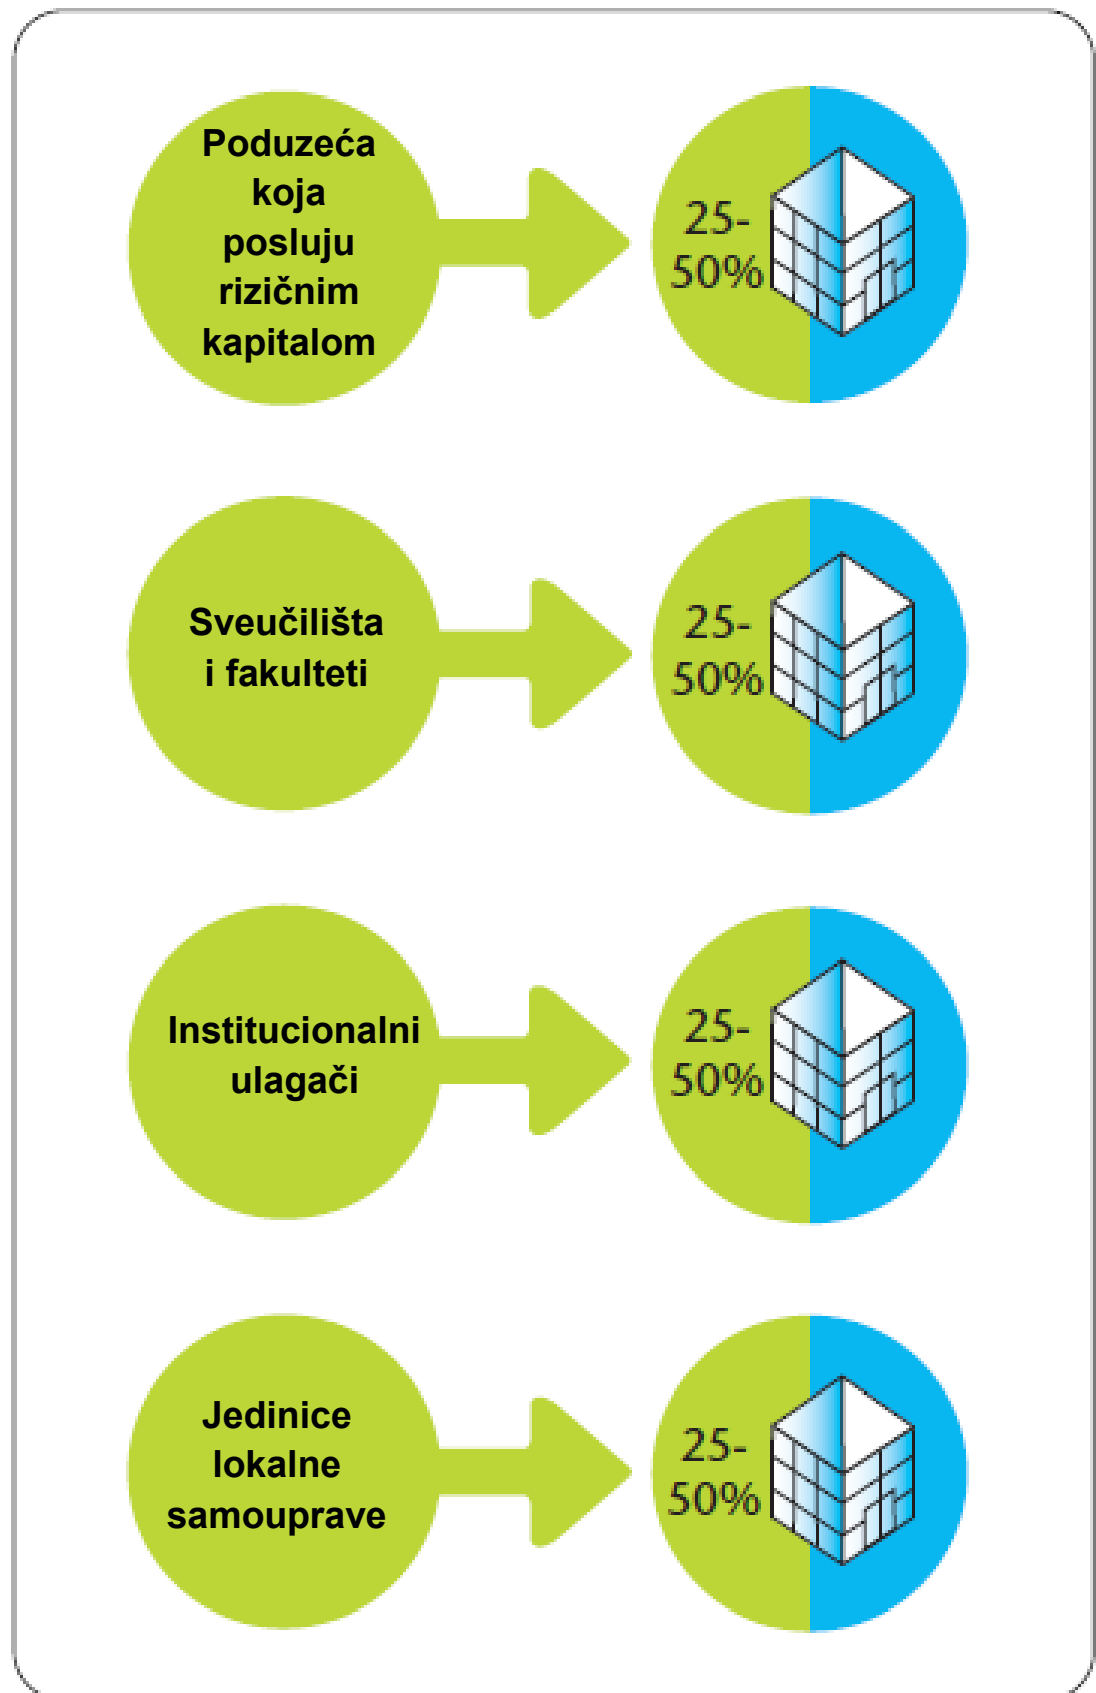 Poduzeća
koja
posluju
rizičnim
kapitalom
25-
50%
Sveučilišta
i fakulteti
25-
50%
Institucionalni
ulagači
25-
50%
Jedinice
lokalne
samouprave
25-
50%